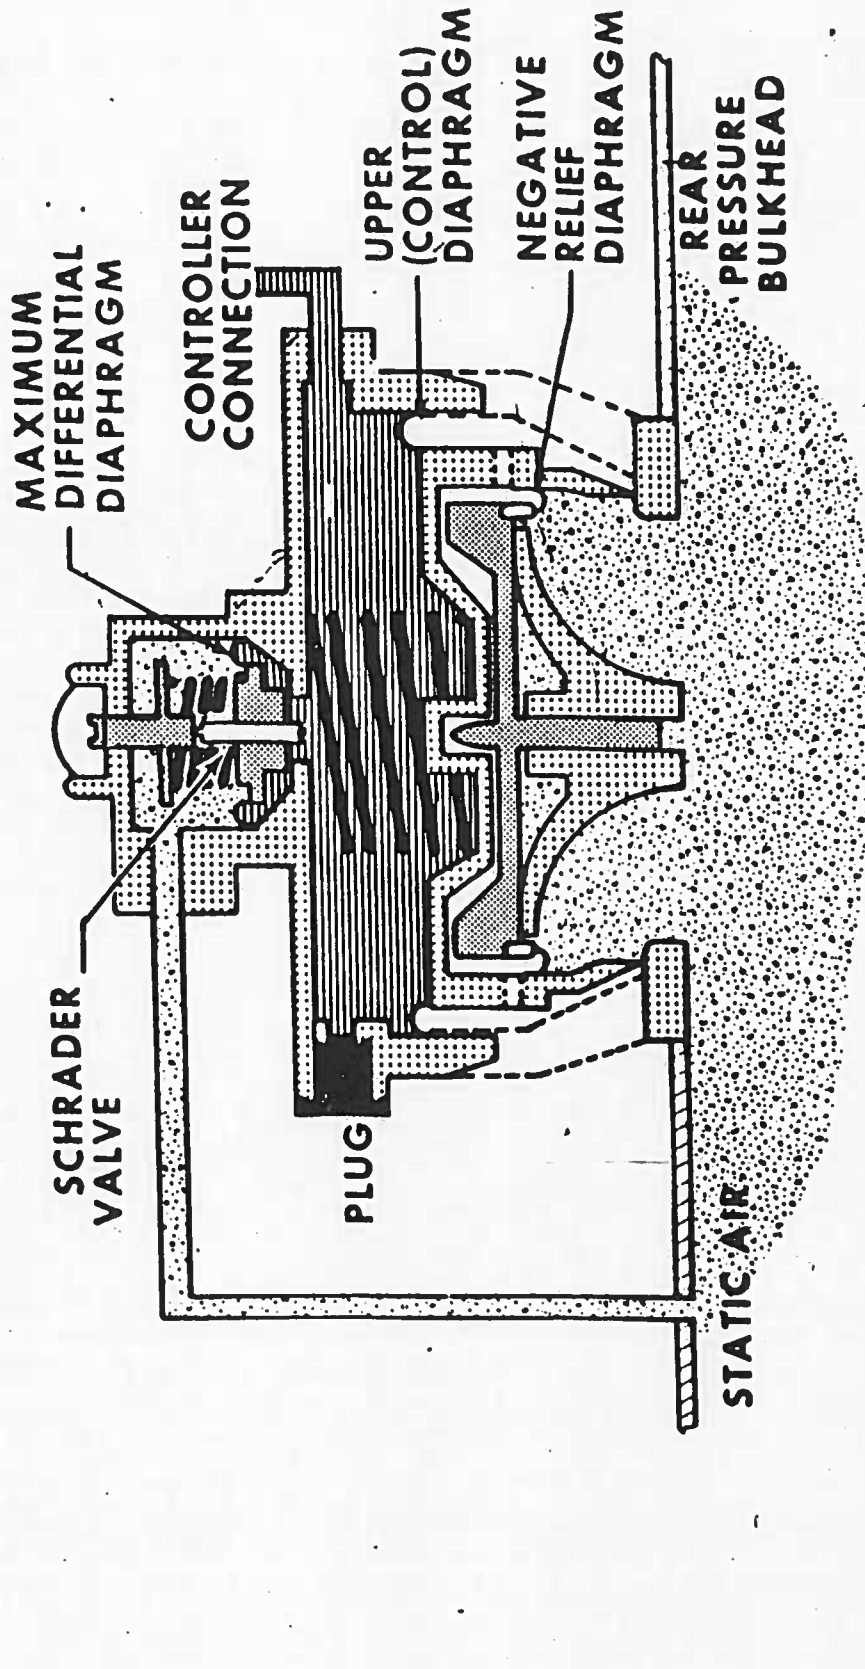 MAXIMUM
DIFFERENTIAL
DIAPHRAGM
SCHRADER
VALVE
CONTROLLER
CONNECTION
PLUG
UPPER
(CONTROL)
DIAPHRAGM
NEGATIVE
RELIEF
DIAPHRAGM
REAR
PRESSURE
BULKHEAD
STATIC AIR